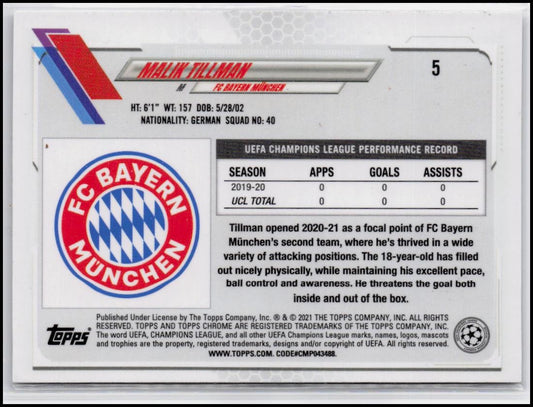 MALIK TILLMAN
5
M FC BAYERN MÜNCHEN
HT: 6'1" WT: 157 DOB: 5/28/02
NATIONALITY: GERMAN SQUAD NO: 40
UEFA CHAMPIONS LEAGUE PERFORMANCE RECORD
SEASON APPS GOALS ASSISTS
2019-20 0 0 0
UCL TOTAL 0 0 0
FC BAYERN
MÜNCHEN
Tillman opened 2020-21 as a focal point of FC Bayern
München's second team, where he's thrived in a wide
variety of attacking positions. The 18-year-old has filled
out nicely physically, while maintaining his excellent pace,
ball control and awareness. He threatens the goal both
inside and out of the box.
Topps
Published Under License by The Topps Company, Inc. ® & © 2021 THE TOPPS COMPANY, INC. ALL RIGHTS
RESERVED. TOPPS AND TOPPS CHROME ARE REGISTERED TRADEMARKS OF THE TOPPS COMPANY, INC.
The word UEFA, CHAMPIONS LEAGUE, and all other UEFA Champions League marks, names, logos, mascots
and trophies are the property, registered trademarks, designs and/or copyright of UEFA. All rights reserved.
WWW.TOPPS.COM. CODE#CMP043488.